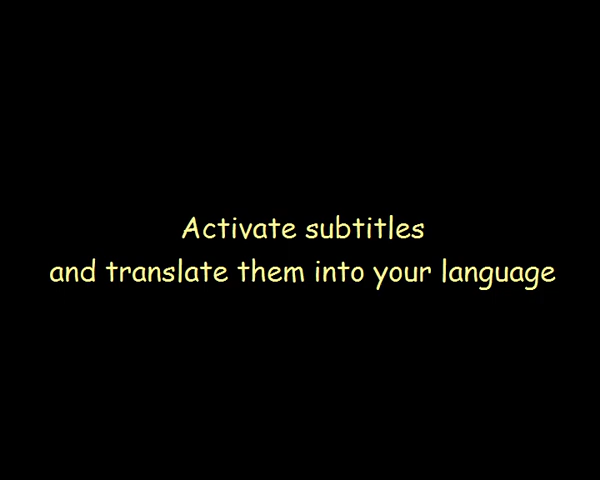 Activate subtitles
and translate them into your language